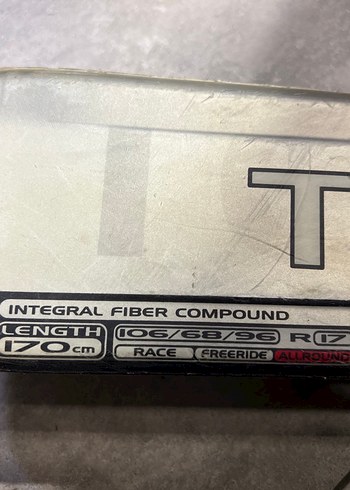 T
INTEGRAL FIBER COMPOUND
LENGTH 106/68/96 R 17
170 cm RACE FREERIDE ALLROUND